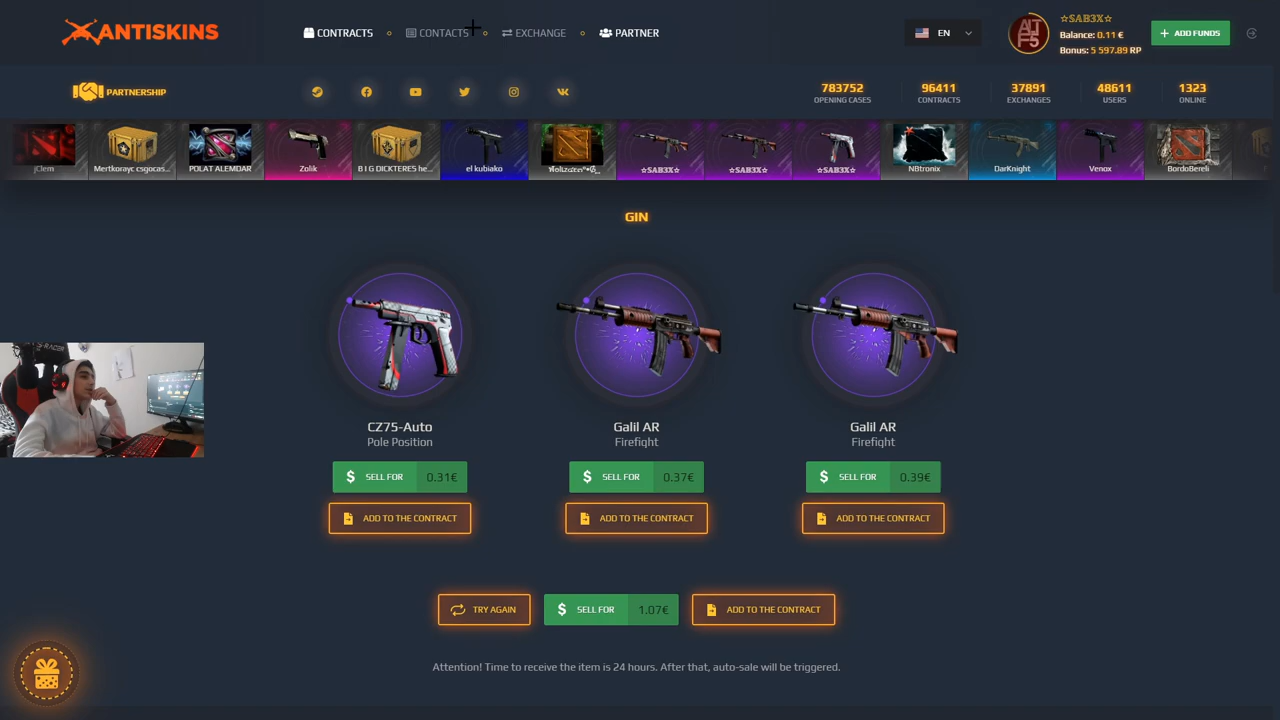 ANTISKINS
CONTRACTS
CONTACTS
EXCHANGE
PARTNER
EN
☆SAB3X☆
Balance: 0.11 €
Bonus: 5 597.89 RP
ADD FUNDS
PARTNERSHIP
783752
OPENING CASES
96411
CONTRACTS
37891
EXCHANGES
48611
USERS
1323
ONLINE
jClem
Mertkorayc esgocas...
POLAT ALEMDAR
Zolik
B I G DICKTERES he...
el kubiako
☆SAB3X☆
☆SAB3X☆
☆SAB3X☆
NBtronix
DarKnight
Venox
BordoBereli
GIN
CZ75-Auto
Pole Position
$ SELL FOR 0.31€
ADD TO THE CONTRACT
Galil AR
Firefight
$ SELL FOR 0.37€
ADD TO THE CONTRACT
Galil AR
Firefight
$ SELL FOR 0.39€
ADD TO THE CONTRACT
TRY AGAIN
$ SELL FOR 1.07€
ADD TO THE CONTRACT
Attention! Time to receive the item is 24 hours. After that, auto-sale will be triggered.